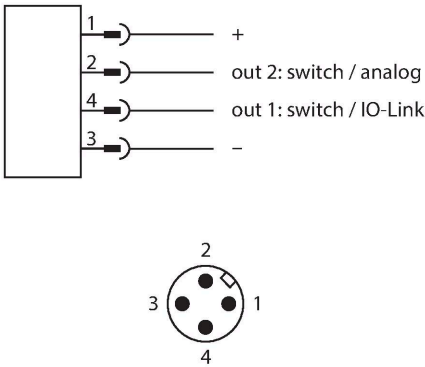 1 +
2 out 2: switch / analog
4 out 1: switch / IO-Link
3 –
2
3 1
4